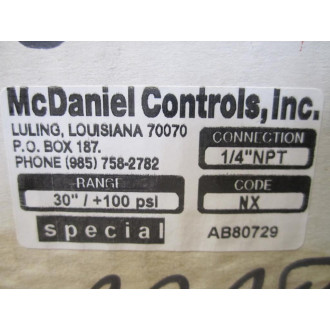 McDaniel Controls, Inc.
LULING, LOUISIANA 70070
P.O. BOX 187.
PHONE (985) 758-2782
CONNECTION
1/4"NPT
RANGE
30" / +100 psi
CODE
NX
special
AB80729